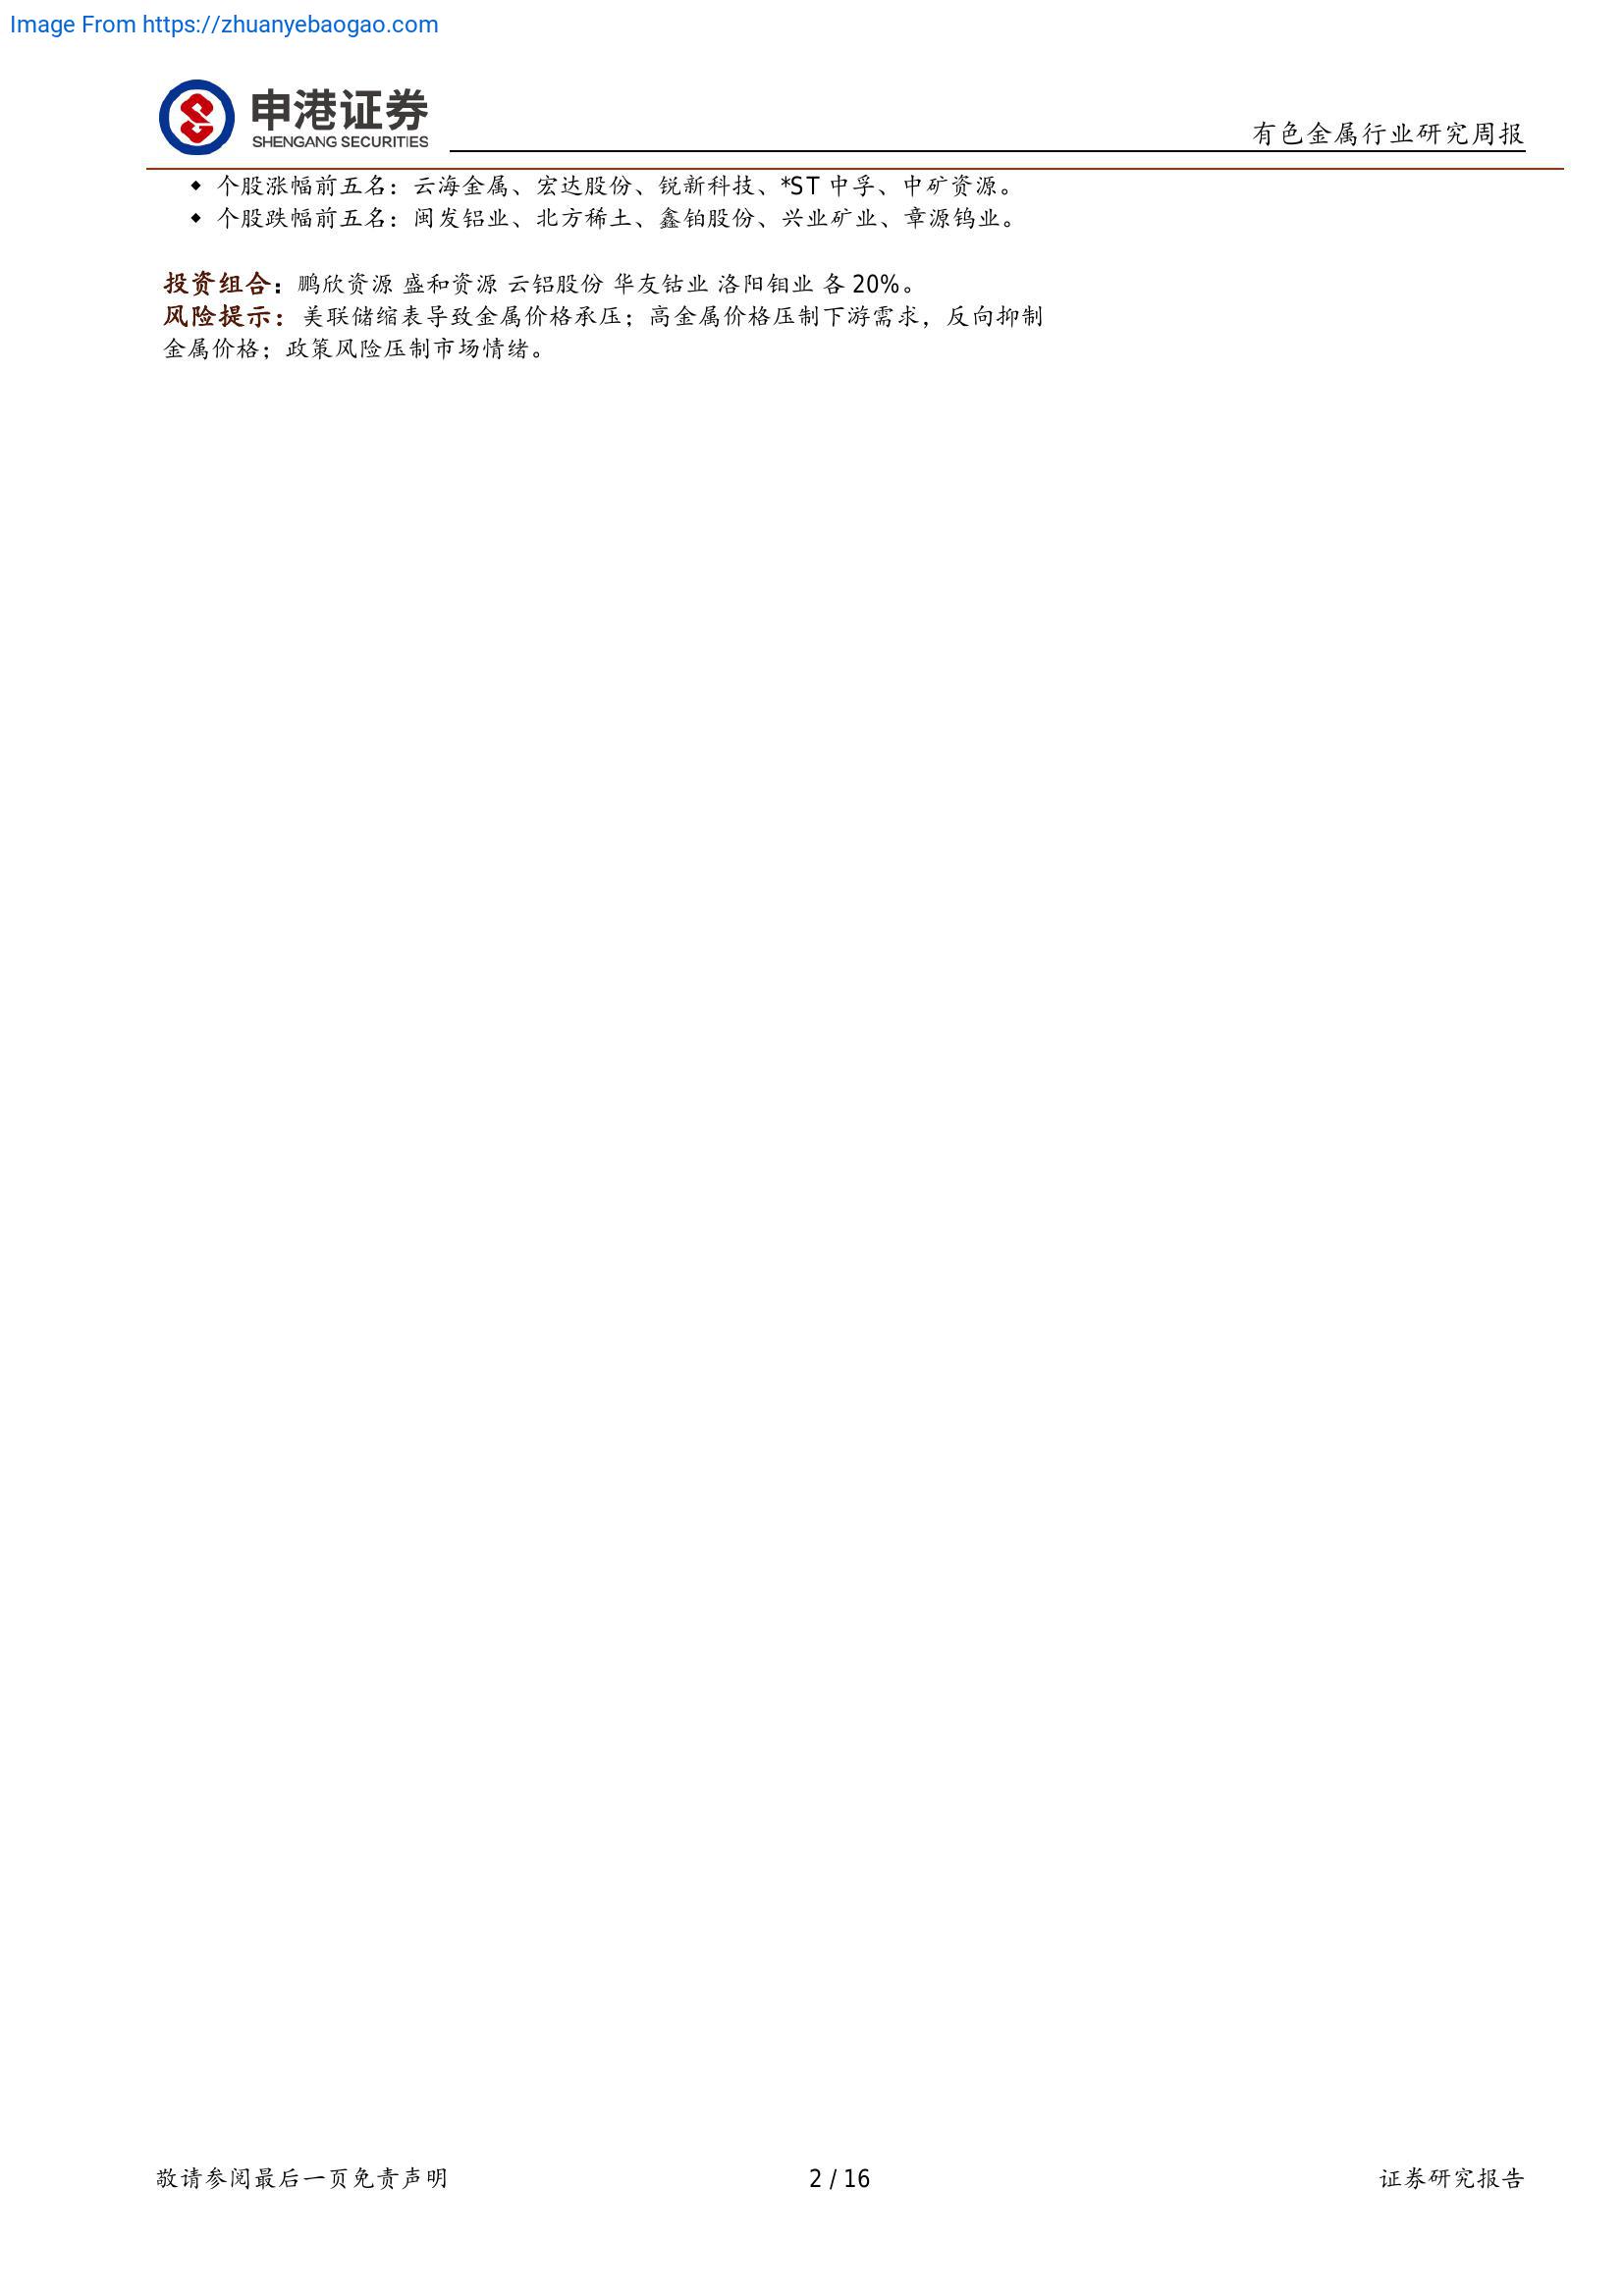 Image From https://zhuanyebaogao.com
申港证券
SHENGANG SECURITIES
有色金属行业研究周报
◆ 个股涨幅前五名：云海金属、宏达股份、锐新科技、*ST 中孚、中矿资源。
◆ 个股跌幅前五名：闽发铝业、北方稀土、鑫铂股份、兴业矿业、章源钨业。
投资组合：鹏欣资源 盛和资源 云铝股份 华友钴业 洛阳钼业 各 20%。
风险提示：美联储缩表导致金属价格承压；高金属价格压制下游需求，反向抑制
金属价格；政策风险压制市场情绪。
敬请参阅最后一页免责声明
2 / 16
证券研究报告